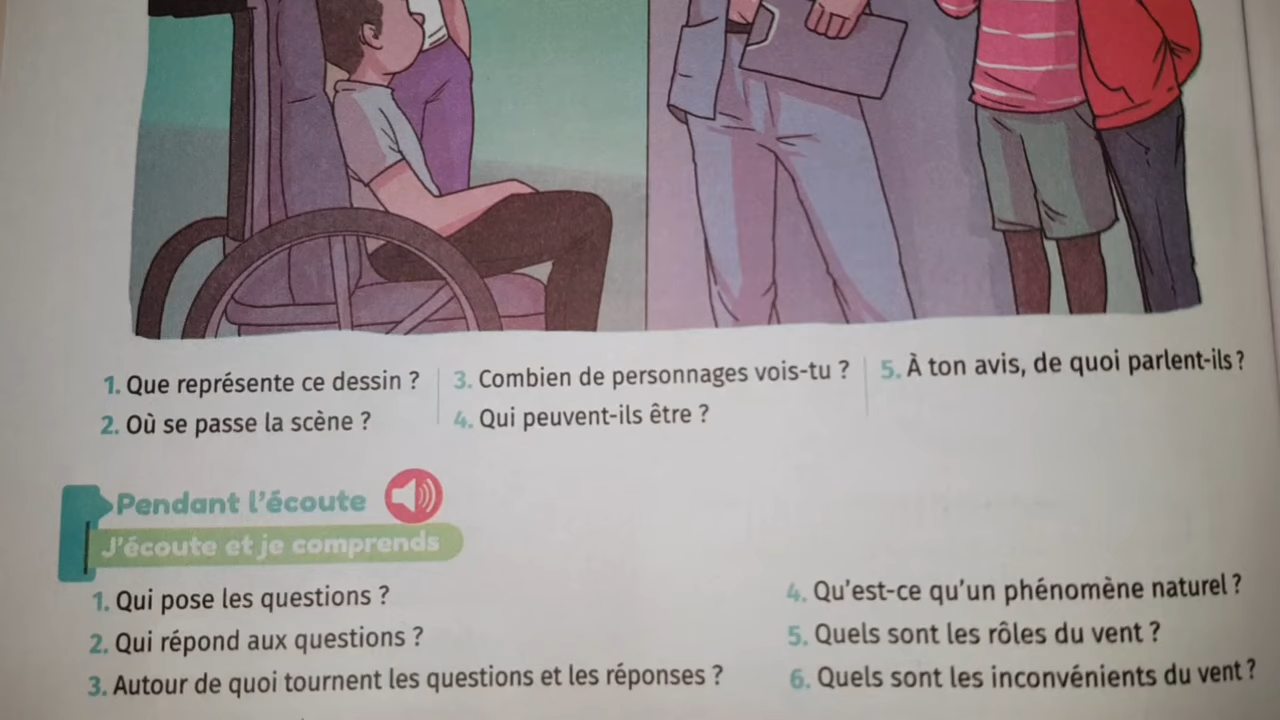 1. Que représente ce dessin ?
2. Où se passe la scène ?
3. Combien de personnages vois-tu ?
4. Qui peuvent-ils être ?
5. À ton avis, de quoi parlent-ils ?
Pendant l'écoute
J'écoute et je comprends
1. Qui pose les questions ?
2. Qui répond aux questions ?
3. Autour de quoi tournent les questions et les réponses ?
4. Qu'est-ce qu'un phénomène naturel ?
5. Quels sont les rôles du vent ?
6. Quels sont les inconvénients du vent ?